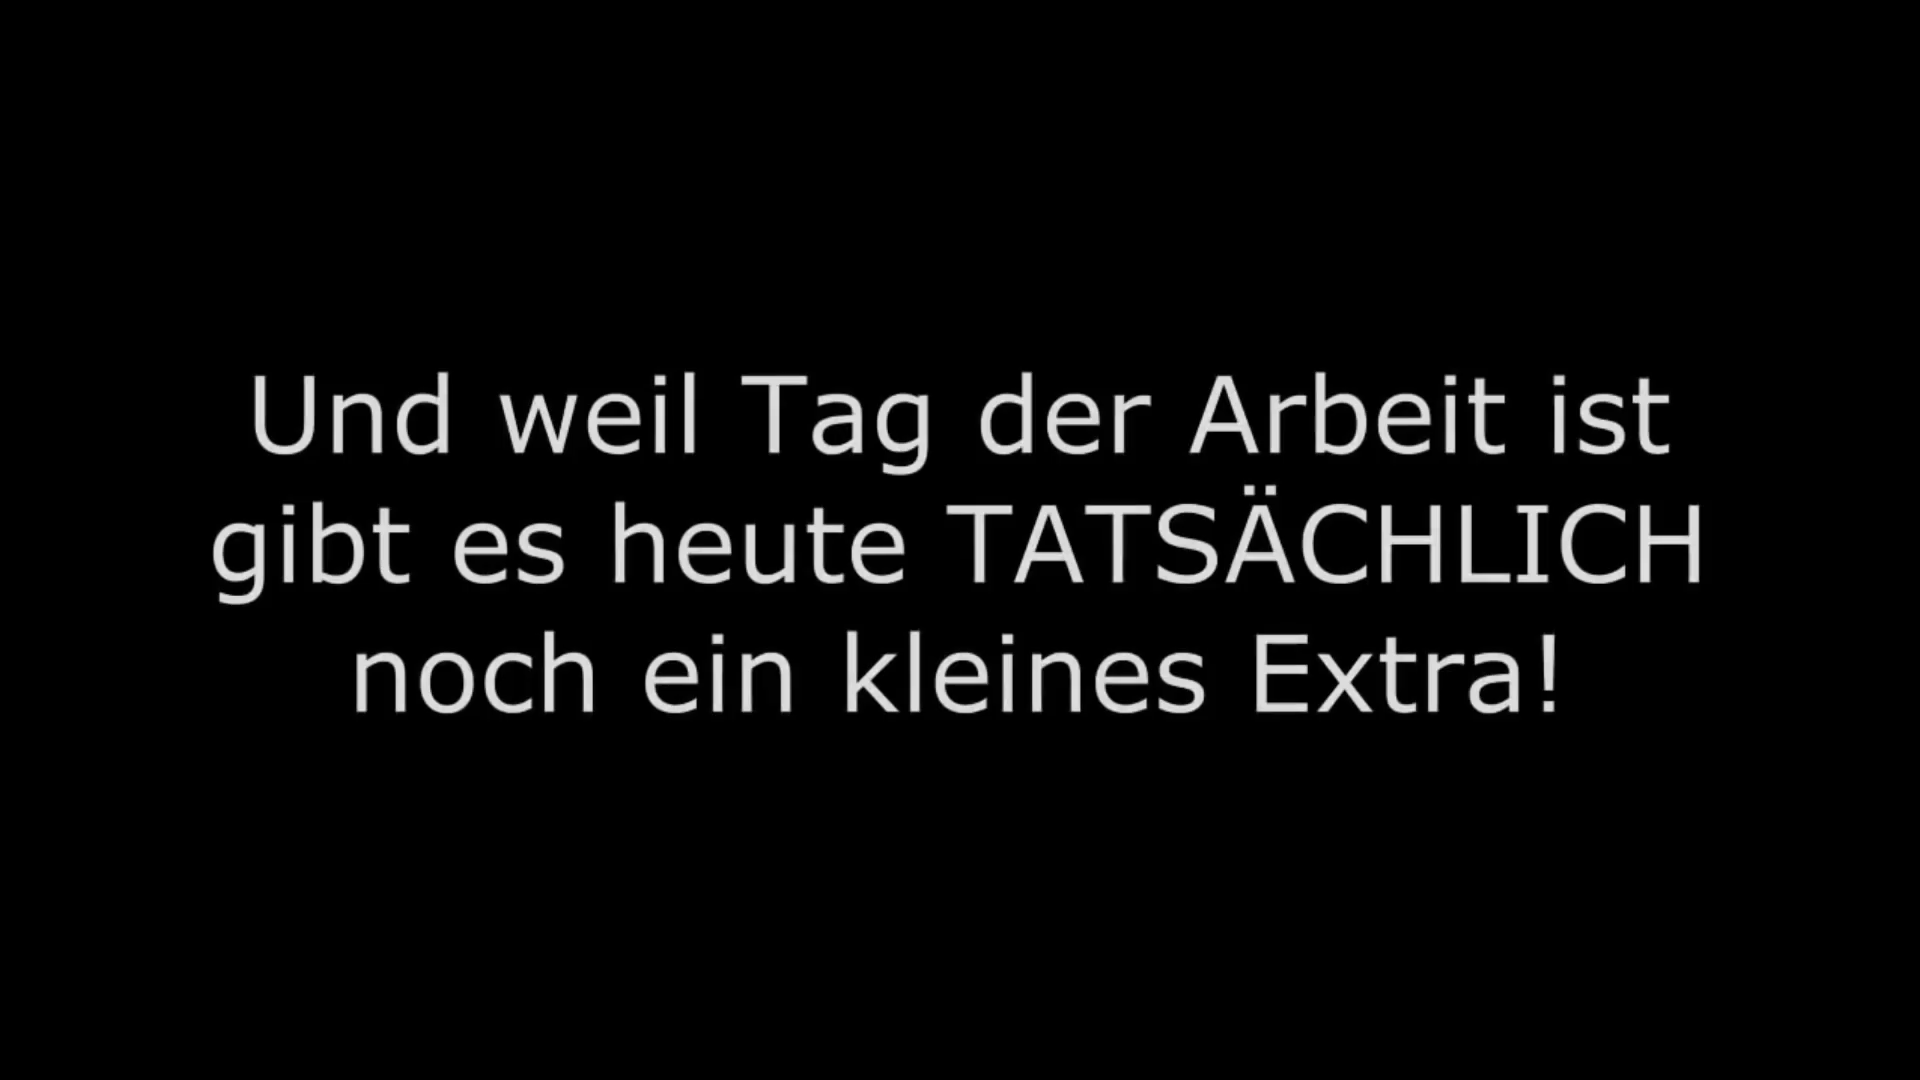 Und weil Tag der Arbeit ist
gibt es heute TATSÄCHLICH
noch ein kleines Extra!